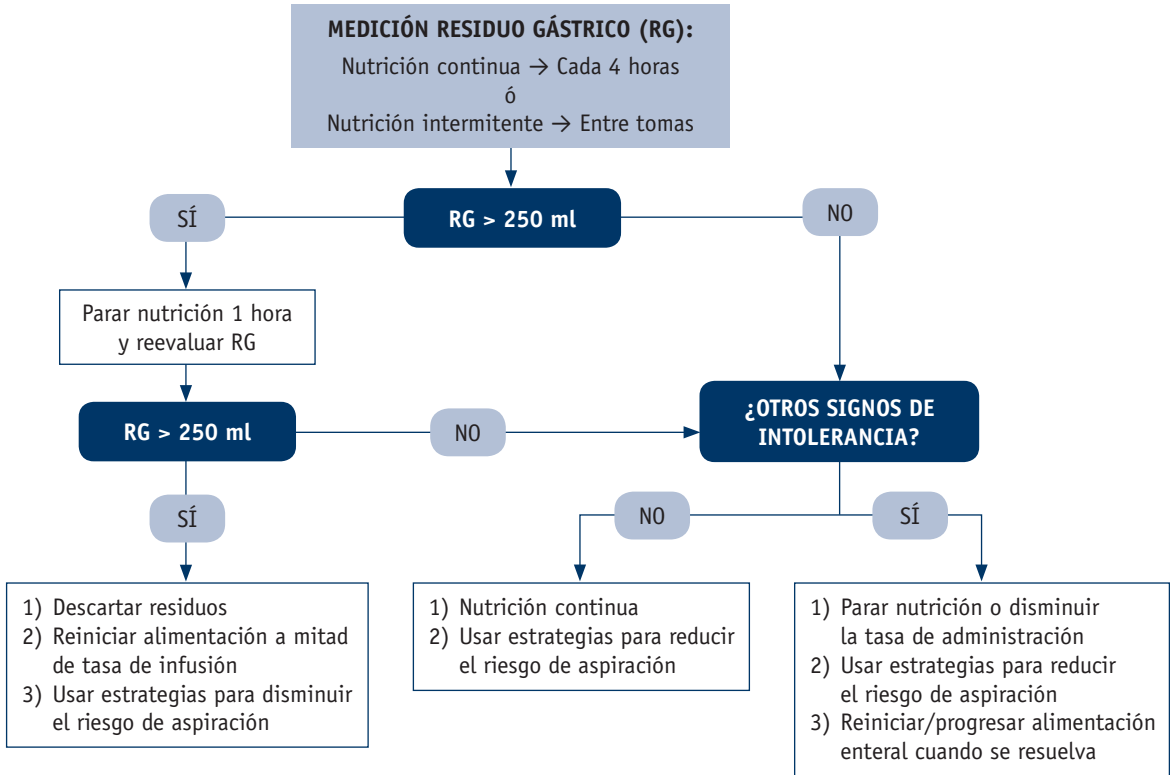 MEDICIÓN RESIDUO GÁSTRICO (RG):
Nutrición continua → Cada 4 horas
ó
Nutrición intermitente → Entre tomas
SÍ
RG > 250 ml
NO
Parar nutrición 1 hora
y reevaluar RG
RG > 250 ml
NO
¿OTROS SIGNOS DE
INTOLERANCIA?
SÍ
NO
SÍ
1) Descartar residuos
2) Reiniciar alimentación a mitad
de tasa de infusión
3) Usar estrategias para disminuir
el riesgo de aspiración
1) Nutrición continua
2) Usar estrategias para reducir
el riesgo de aspiración
1) Parar nutrición o disminuir
la tasa de administración
2) Usar estrategias para reducir
el riesgo de aspiración
3) Reiniciar/progresar alimentación
enteral cuando se resuelva